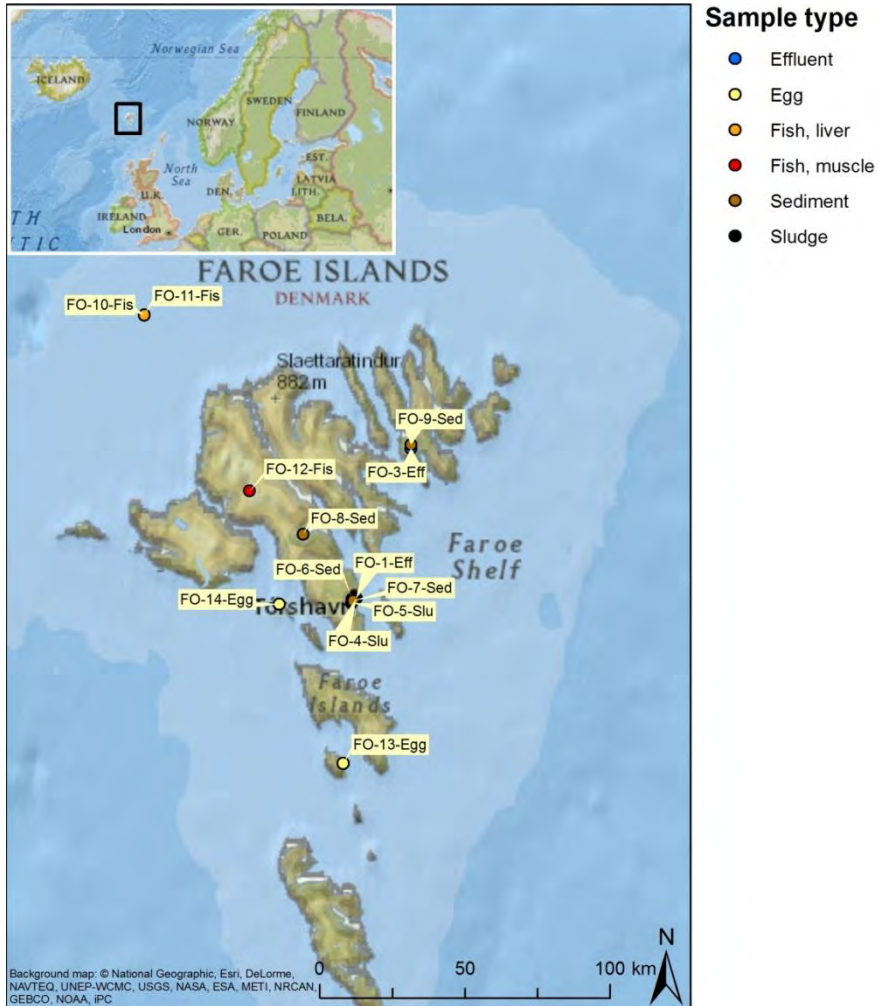 Norwegian Sea
ICELAND
SWEDEN
NORWAY
FINLAND
North
Sea
EST.
LATVIA
LITH.
DEN.
U.K.
IRELAND
London
BELA.
GER.
POLAND
TH
TIC
FAROE ISLANDS
DENMARK
FO-10-Fis
FO-11-Fis
Slaettaratindur
882 m
FO-9-Sed
FO-3-Eff
FO-12-Fis
FO-8-Sed
Faroe
Shelf
FO-6-Sed
FO-1-Eff
FO-7-Sed
FO-14-Egg
Tórshavn
FO-5-Slu
FO-4-Slu
Faroe
Islands
FO-13-Egg
N
0 50 100 km
Background map: © National Geographic, Esri, DeLorme,
NAVTEQ, UNEP-WCMC, USGS, NASA, ESA, METI, NRCAN,
GEBCO, NOAA, iPC
Sample type
Effluent
Egg
Fish, liver
Fish, muscle
Sediment
Sludge